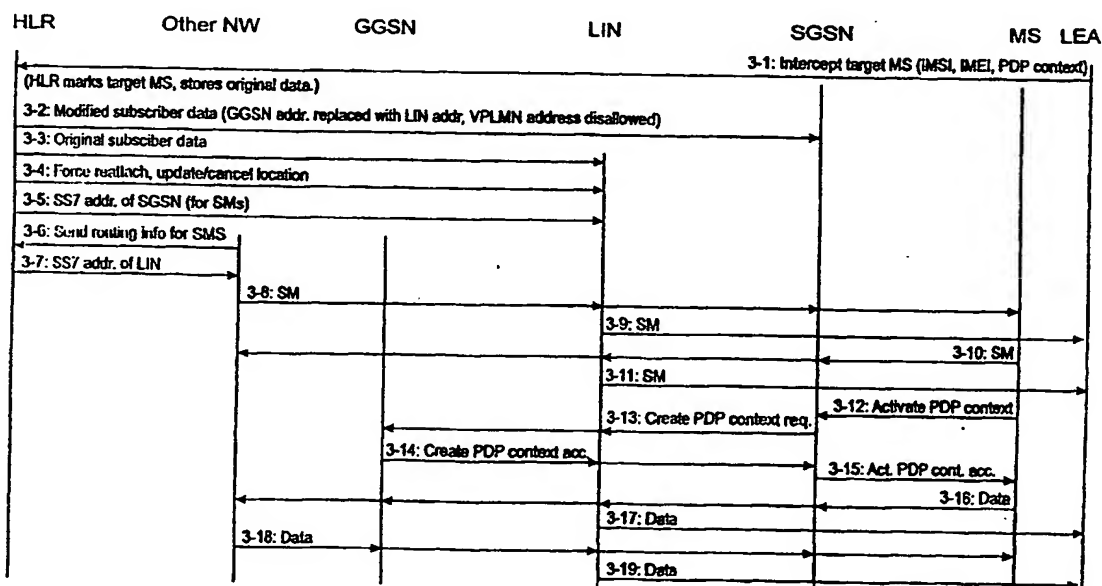 HLR Other NW GGSN LIN SGSN MS LEA
3-1: Intercept target MS (IMSI, IMEI, PDP context)
(HLR marks target MS, stores original data.)
3-2: Modified subscriber data (GGSN addr. replaced with LIN addr, VPLMN address disallowed)
3-3: Original subsciber data
3-4: Force reattach, update/cancel location
3-5: SS7 addr. of SGSN (for SMs)
3-6: Send routing info for SMS
3-7: SS7 addr. of LIN
3-8: SM
3-9: SM
3-10: SM
3-11: SM
3-12: Activate PDP context
3-13: Create PDP context req.
3-14: Create PDP context acc.
3-15: Act. PDP cont. acc.
3-16: Data
3-17: Data
3-18: Data
3-19: Data